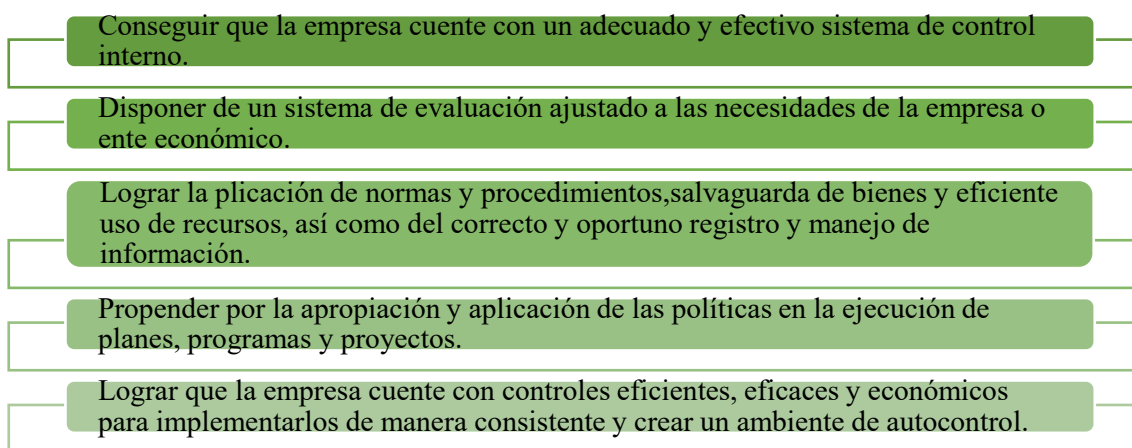 Conseguir que la empresa cuente con un adecuado y efectivo sistema de control
interno.
Disponer de un sistema de evaluación ajustado a las necesidades de la empresa o
ente económico.
Lograr la plicación de normas y procedimientos,salvaguarda de bienes y eficiente
uso de recursos, así como del correcto y oportuno registro y manejo de
información.
Propender por la apropiación y aplicación de las políticas en la ejecución de
planes, programas y proyectos.
Lograr que la empresa cuente con controles eficientes, eficaces y económicos
para implementarlos de manera consistente y crear un ambiente de autocontrol.